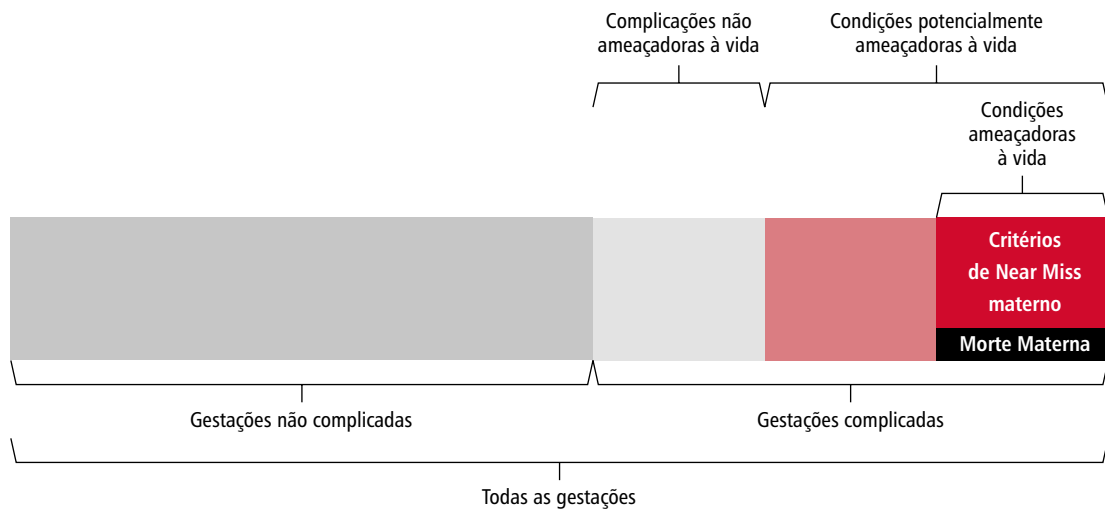 Complicações não
ameaçadoras à vida
Condições potencialmente
ameaçadoras à vida
Condições
ameaçadoras
à vida
Critérios
de Near Miss
materno
Morte Materna
Gestações não complicadas
Gestações complicadas
Todas as gestações